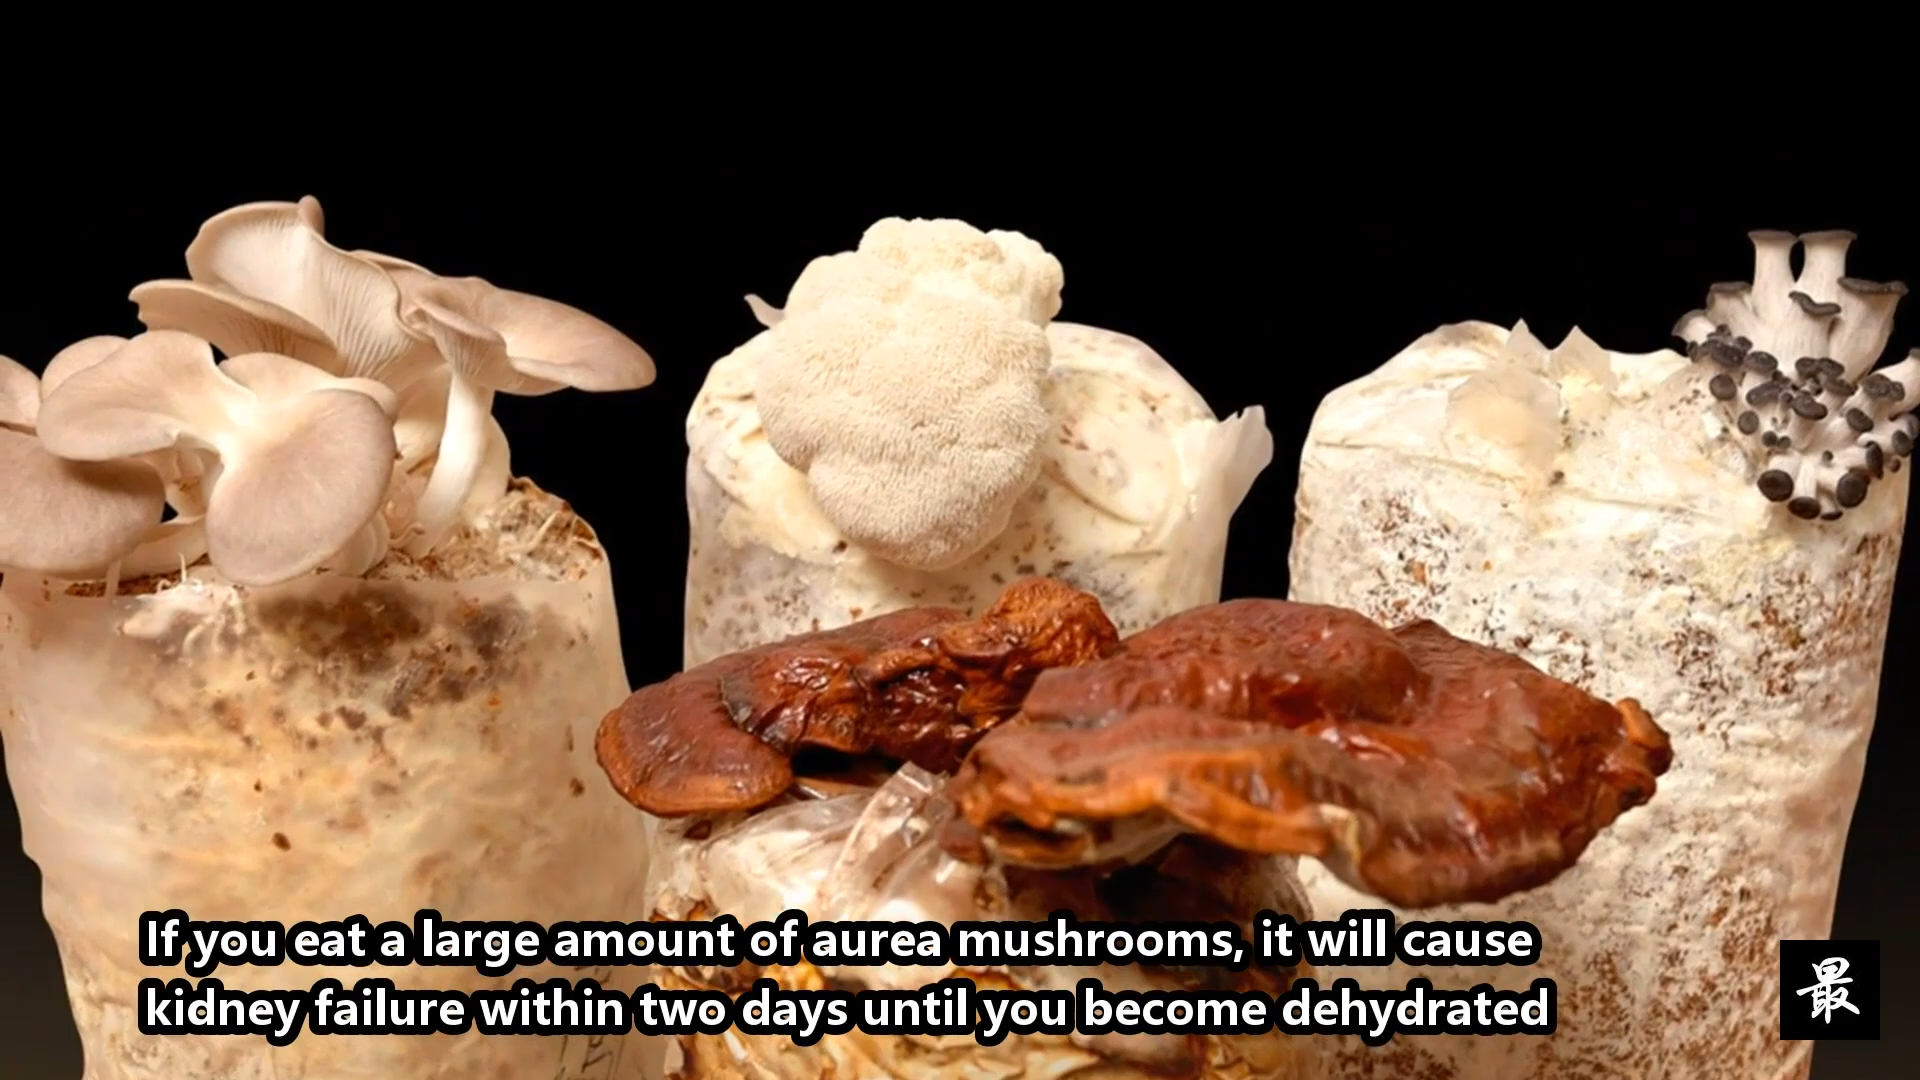 If you eat a large amount of aurea mushrooms, it will cause
kidney failure within two days until you become dehydrated
最